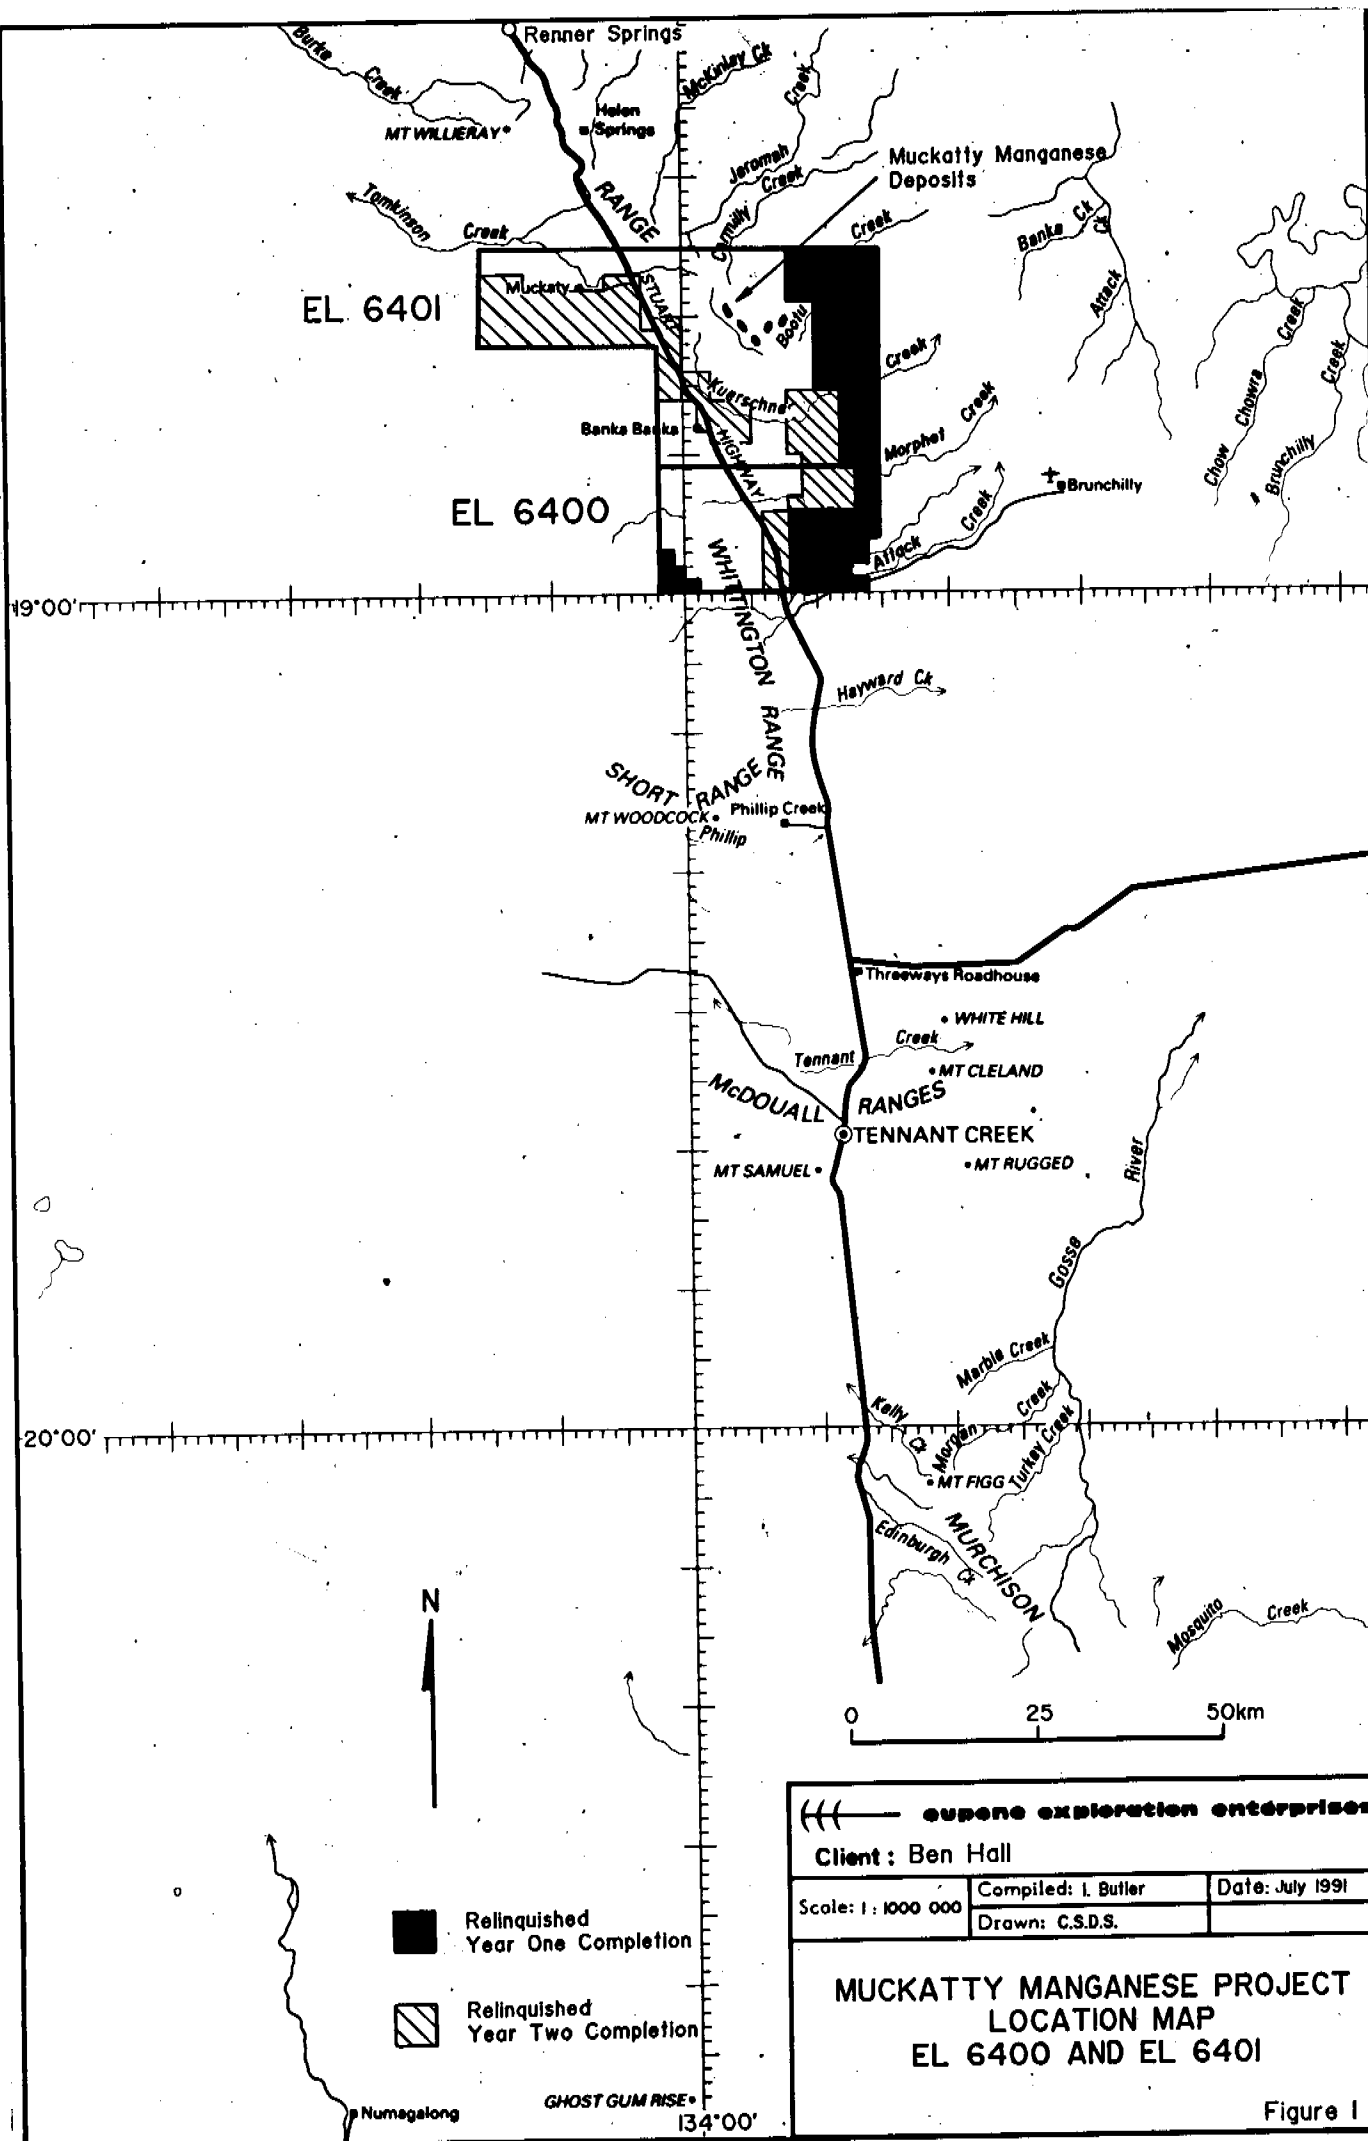 Renner Springs
Burke
Creek
McKinlay Ck
Creek
Helen
Springs
MT WILLIERAY
Jeromah
Creek
Muckatty Manganese
Deposits
RANGE
Tomkinson
Creek
Creek
Banka Ck
Ck
Attack
EL 6401
Muckaty
STUART
Bootu
Creek
Chowra
Creek
Creek
Kuerschner
Creek
Banka Banka
HIGHWAY
Morphet
Chow
Brunchilly
EL 6400
Brunchilly
Creek
Attack
WHITTINGTON
RANGE
19°00'
Hayward Ck
SHORT RANGE
MT WOODCOCK
Phillip Creek
Phillip
Threeways Roadhouse
WHITE HILL
Tennant
Creek
MT CLELAND
McDOUALL
RANGES
TENNANT CREEK
MT SAMUEL
MT RUGGED
River
Gosse
Marble Creek
Kelly
Ck
Morgan
Creek
Turkey Creek
20°00'
MT FIGG
Edinburgh
Ck
MURCHISON
N
Mosquito
Creek
0 25 50km
eupene exploration enterprises
Client: Ben Hall
Scale: 1:1000 000
Compiled: I. Butler
Date: July 1991
Drawn: C.S.D.S.
Relinquished
Year One Completion
Relinquished
Year Two Completion
MUCKATTY MANGANESE PROJECT
LOCATION MAP
EL 6400 AND EL 6401
GHOST GUM RISE
Numagalong
134°00'
Figure 1